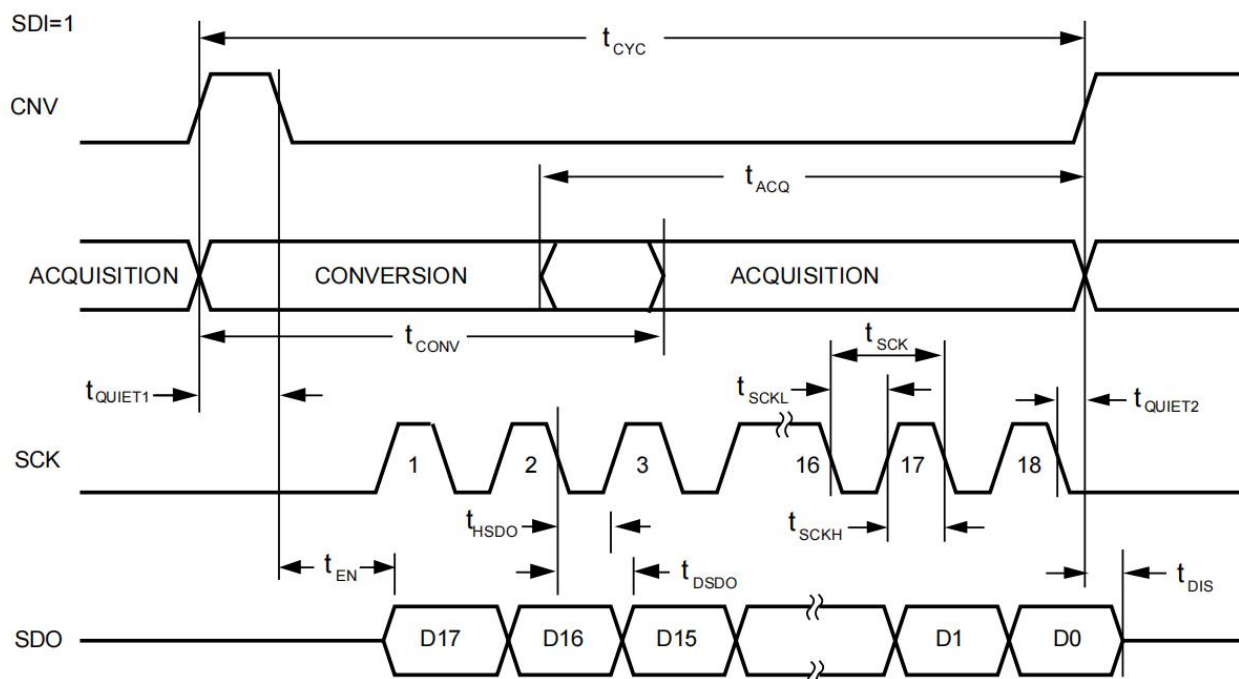 SDI=1
tCYC
CNV
tACQ
ACQUISITION CONVERSION ACQUISITION
tCONV
tSCK
tQUIET1
tSCKL
tQUIET2
SCK
1 2 3 16 17 18
tHSDO
tSCKH
tEN
tDSDO
tDIS
SDO
D17 D16 D15 D1 D0